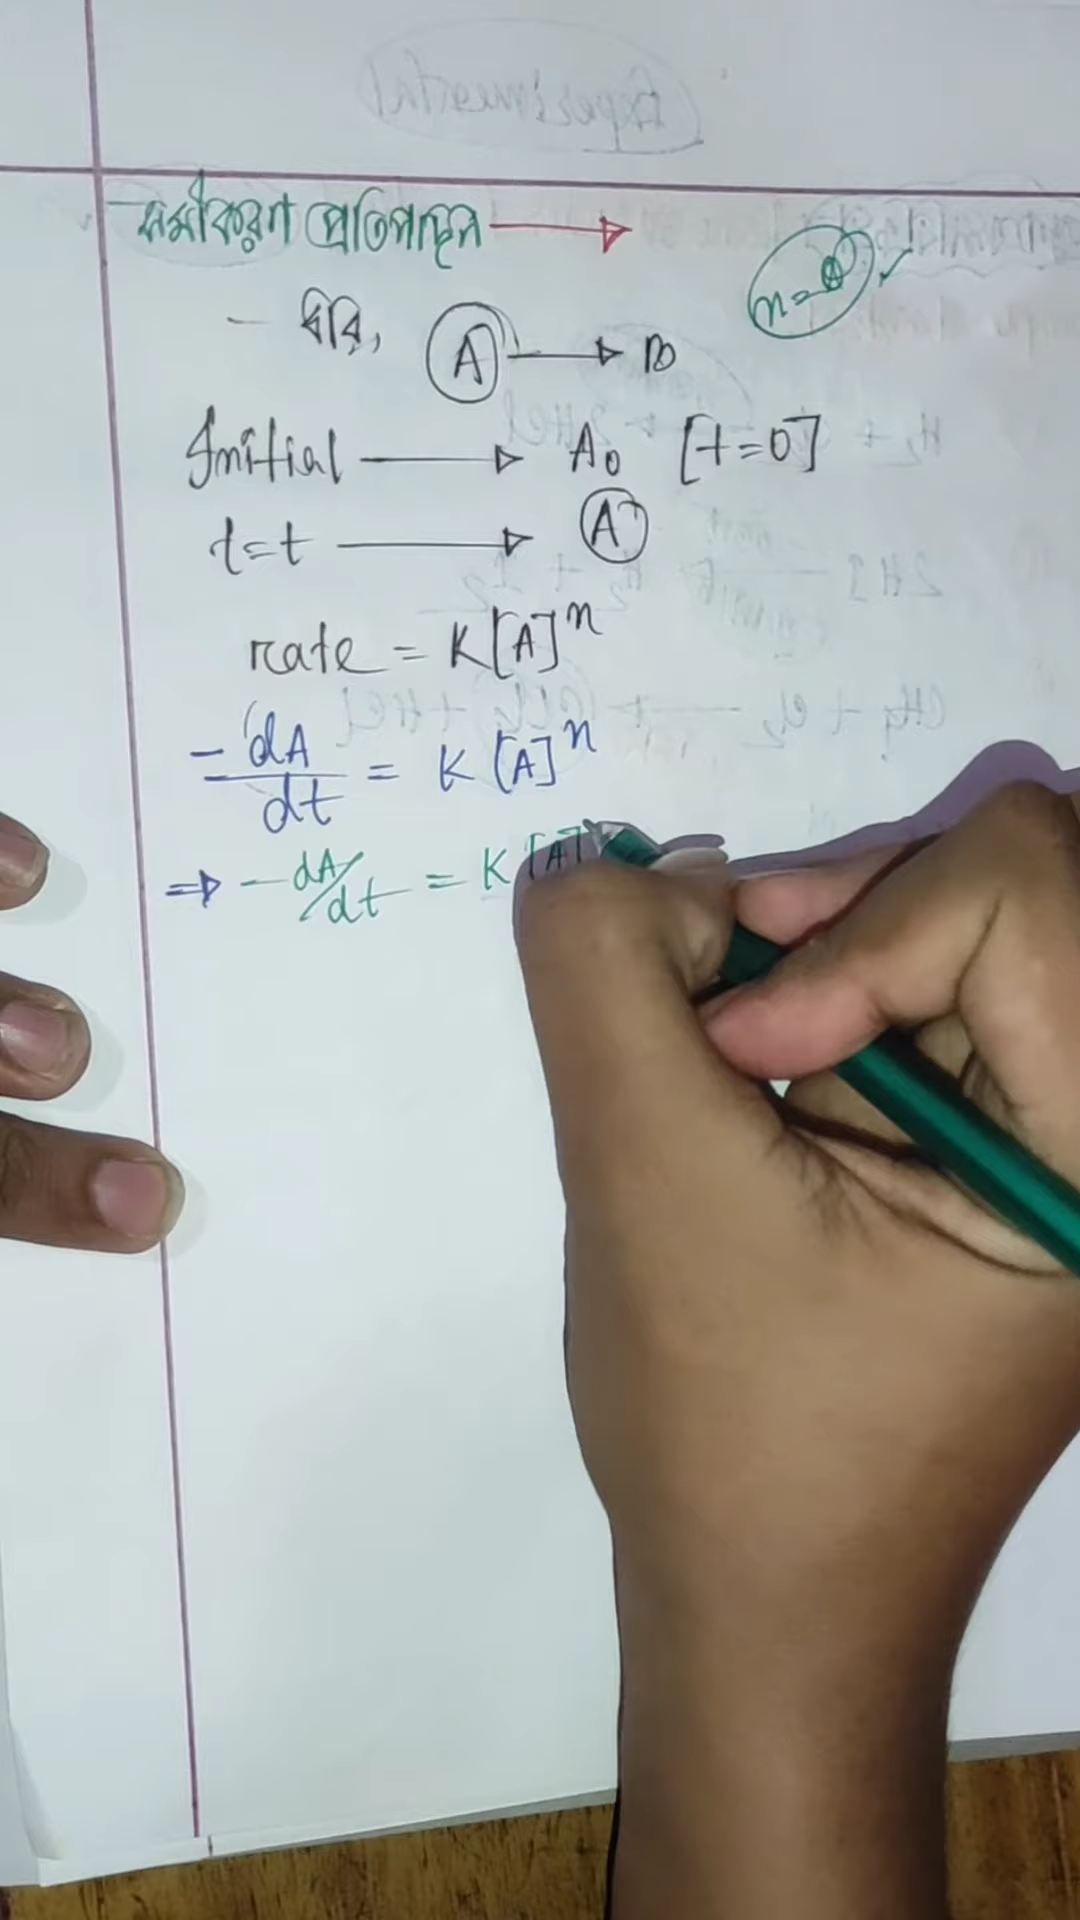 সমীকরণ প্রতিপাদন →
n=0 ✓
- ধরি, A → B
Initial → A₀ [t=0]
t=t → A
rate = K[A]ⁿ
-dA/dt = K[A]ⁿ
⇒ -dA/dt = K[A]